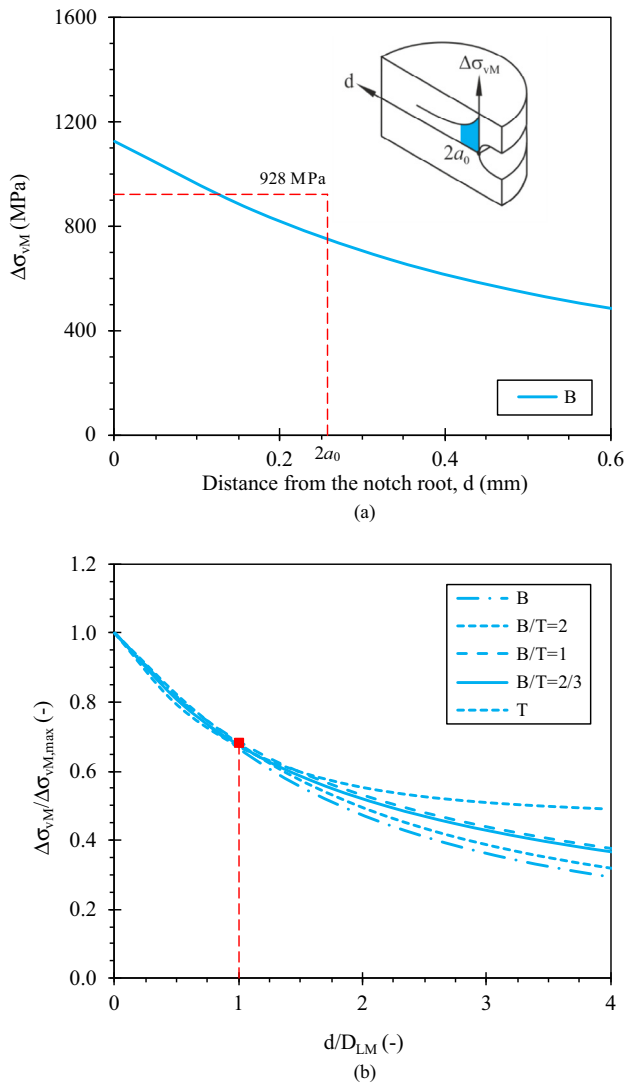 1600
1200
800
400
0
ΔσvM (MPa)
928 MPa
ΔσvM
d
2a0
B
0
2a0
0.2
0.4
0.6
Distance from the notch root, d (mm)
(a)
1.2
1.0
0.8
0.6
0.4
0.2
0.0
ΔσvM/ΔσvM,max (-)
B
B/T=2
B/T=1
B/T=2/3
T
0
1
2
3
4
d/DLM (-)
(b)